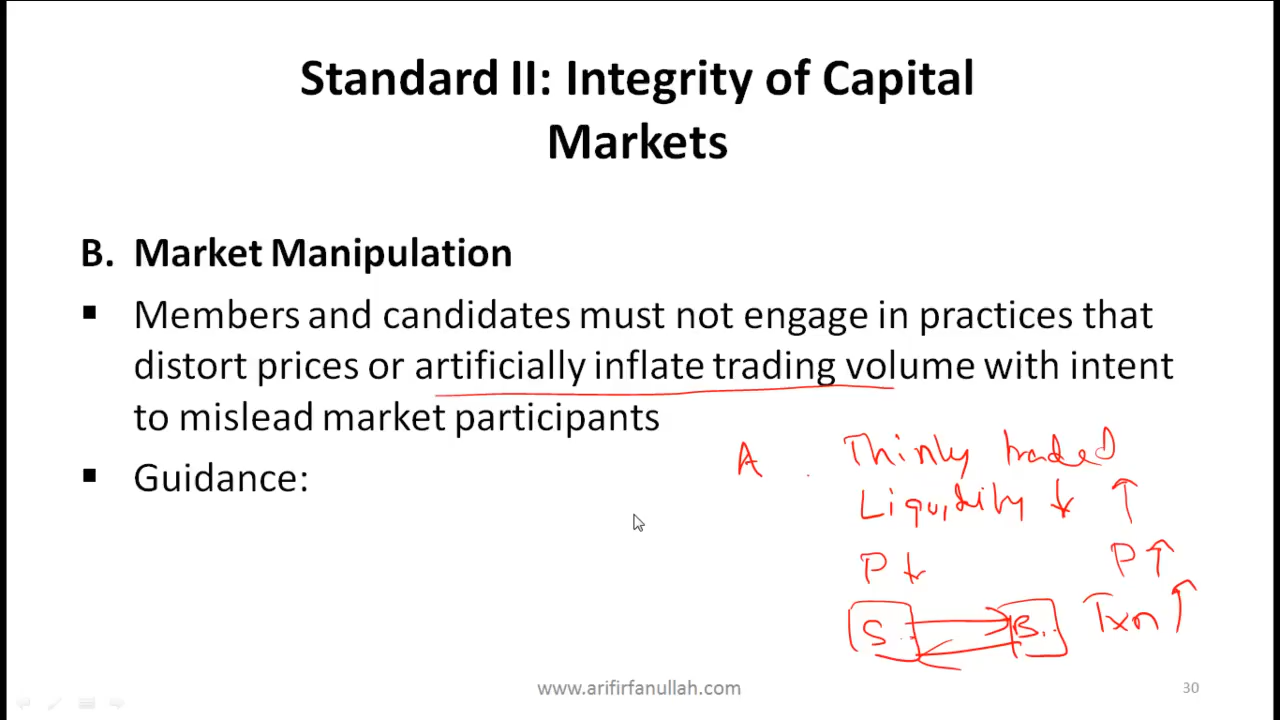 Standard II: Integrity of Capital
Markets
B. Market Manipulation
▪ Members and candidates must not engage in practices that
distort prices or artificially inflate trading volume with intent
to mislead market participants
▪ Guidance:
A . Thinly traded
Liquidity ↓ ↑
P ↓ P ↑
S.. B.. Txn ↑
www.arifirfanullah.com
30